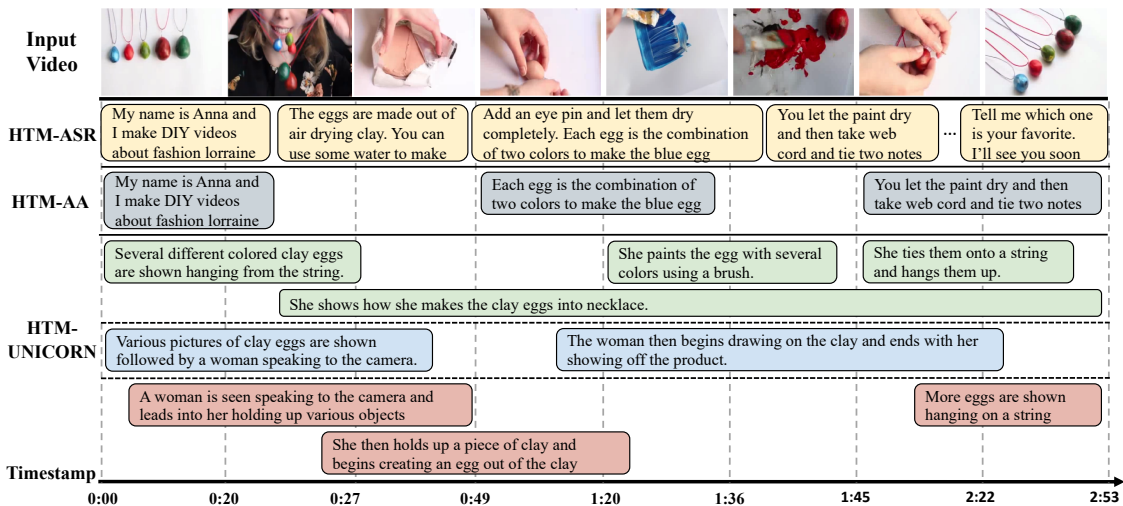 Input
Video
HTM-ASR
My name is Anna and
I make DIY videos
about fashion lorraine
The eggs are made out of
air drying clay. You can
use some water to make
Add an eye pin and let them dry
completely. Each egg is the combination
of two colors to make the blue egg
You let the paint dry
and then take web
cord and tie two notes
...
Tell me which one
is your favorite.
I'll see you soon
HTM-AA
My name is Anna and
I make DIY videos
about fashion lorraine
Each egg is the combination of
two colors to make the blue egg
You let the paint dry and then
take web cord and tie two notes
HTM-
UNICORN
Several different colored clay eggs
are shown hanging from the string.
She paints the egg with several
colors using a brush.
She ties them onto a string
and hangs them up.
She shows how she makes the clay eggs into necklace.
Various pictures of clay eggs are shown
followed by a woman speaking to the camera.
The woman then begins drawing on the clay and ends with her
showing off the product.
A woman is seen speaking to the camera and
leads into her holding up various objects
More eggs are shown
hanging on a string
She then holds up a piece of clay and
begins creating an egg out of the clay
Timestamp
0:00 0:20 0:27 0:49 1:20 1:36 1:45 2:22 2:53